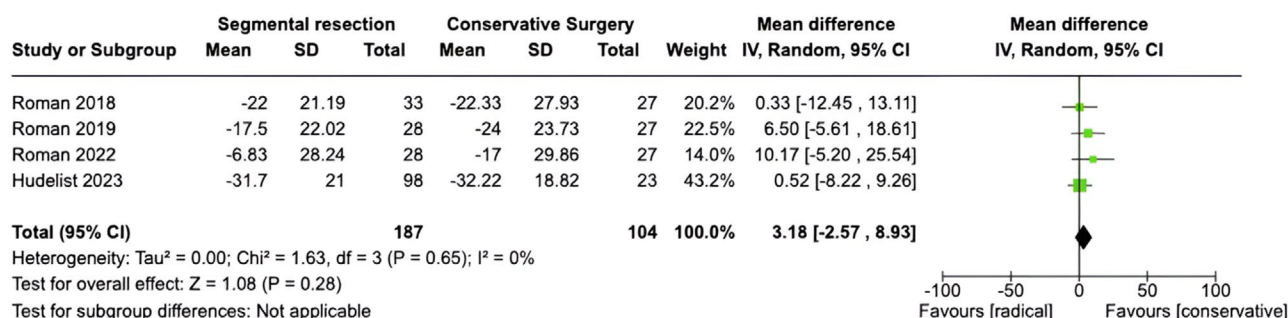 Segmental resection Conservative Surgery Mean difference Mean difference
Study or Subgroup Mean SD Total Mean SD Total Weight IV, Random, 95% CI IV, Random, 95% CI
Roman 2018 -22 21.19 33 -22.33 27.93 27 20.2% 0.33 [-12.45 , 13.11]
Roman 2019 -17.5 22.02 28 -24 23.73 27 22.5% 6.50 [-5.61 , 18.61]
Roman 2022 -6.83 28.24 28 -17 29.86 27 14.0% 10.17 [-5.20 , 25.54]
Hudelist 2023 -31.7 21 98 -32.22 18.82 23 43.2% 0.52 [-8.22 , 9.26]
Total (95% CI) 187 104 100.0% 3.18 [-2.57 , 8.93]
Heterogeneity: Tau² = 0.00; Chi² = 1.63, df = 3 (P = 0.65); I² = 0%
Test for overall effect: Z = 1.08 (P = 0.28) -100 -50 0 50 100
Test for subgroup differences: Not applicable Favours [radical] Favours [conservative]